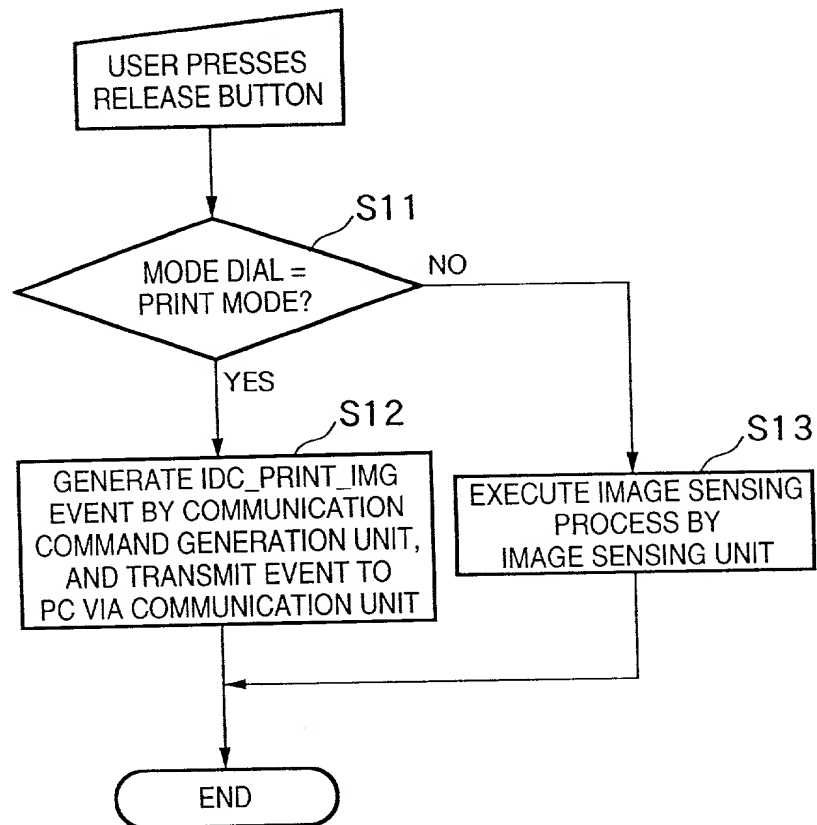 USER PRESSES
RELEASE BUTTON
S11
MODE DIAL =
PRINT MODE?
NO
YES
S12
GENERATE IDC_PRINT_IMG
EVENT BY COMMUNICATION
COMMAND GENERATION UNIT,
AND TRANSMIT EVENT TO
PC VIA COMMUNICATION UNIT
S13
EXECUTE IMAGE SENSING
PROCESS BY
IMAGE SENSING UNIT
END